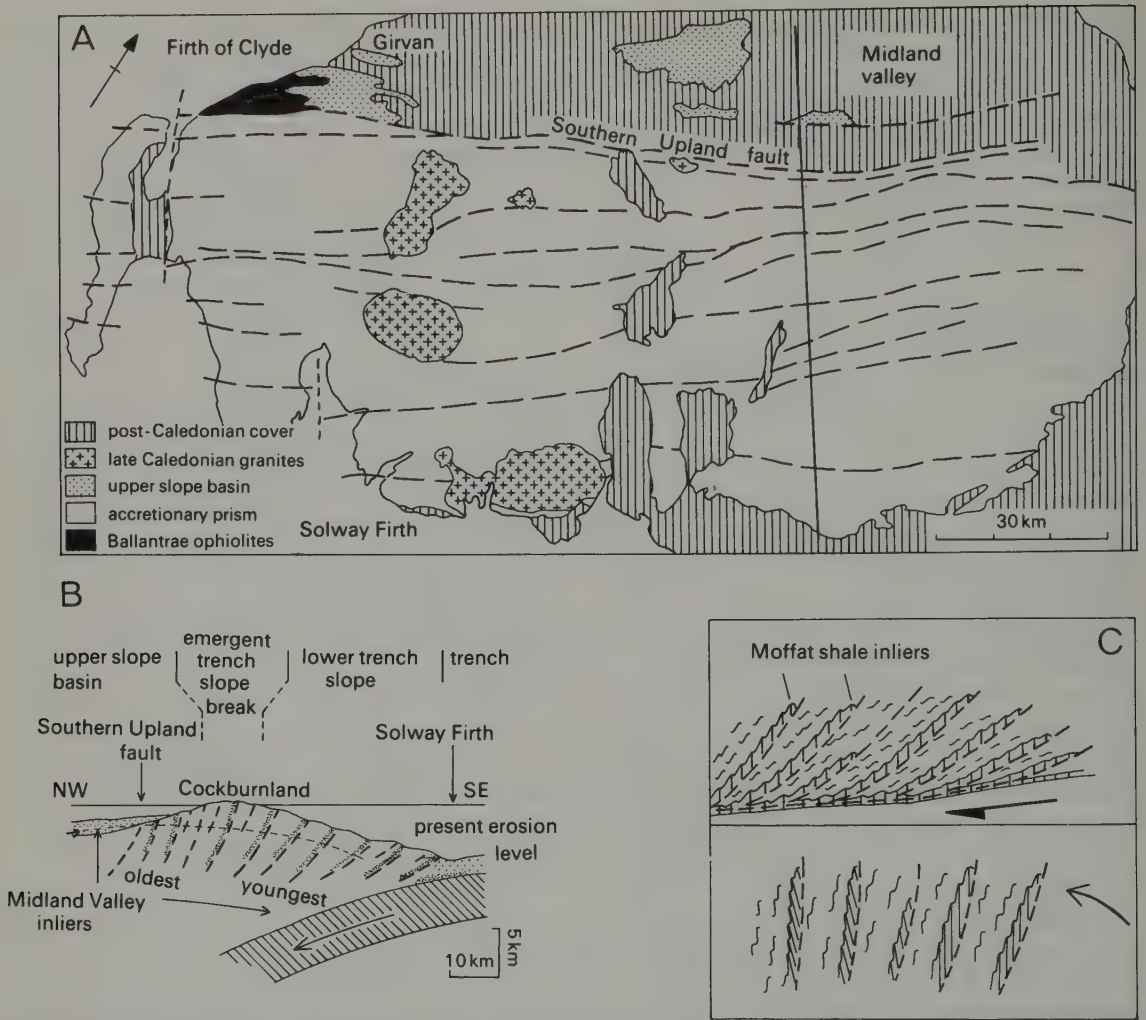 A
Firth of Clyde
Girvan
Midland
valley
Southern Upland fault
post-Caledonian cover
late Caledonian granites
upper slope basin
accretionary prism
Ballantrae ophiolites
Solway Firth
30 km
B
upper slope
basin
emergent
trench
slope
break
lower trench
slope
trench
Southern Upland
fault
Solway Firth
NW
Cockburnland
SE
present erosion
level
oldest
youngest
Midland Valley
inliers
5km
10 km
C
Moffat shale inliers